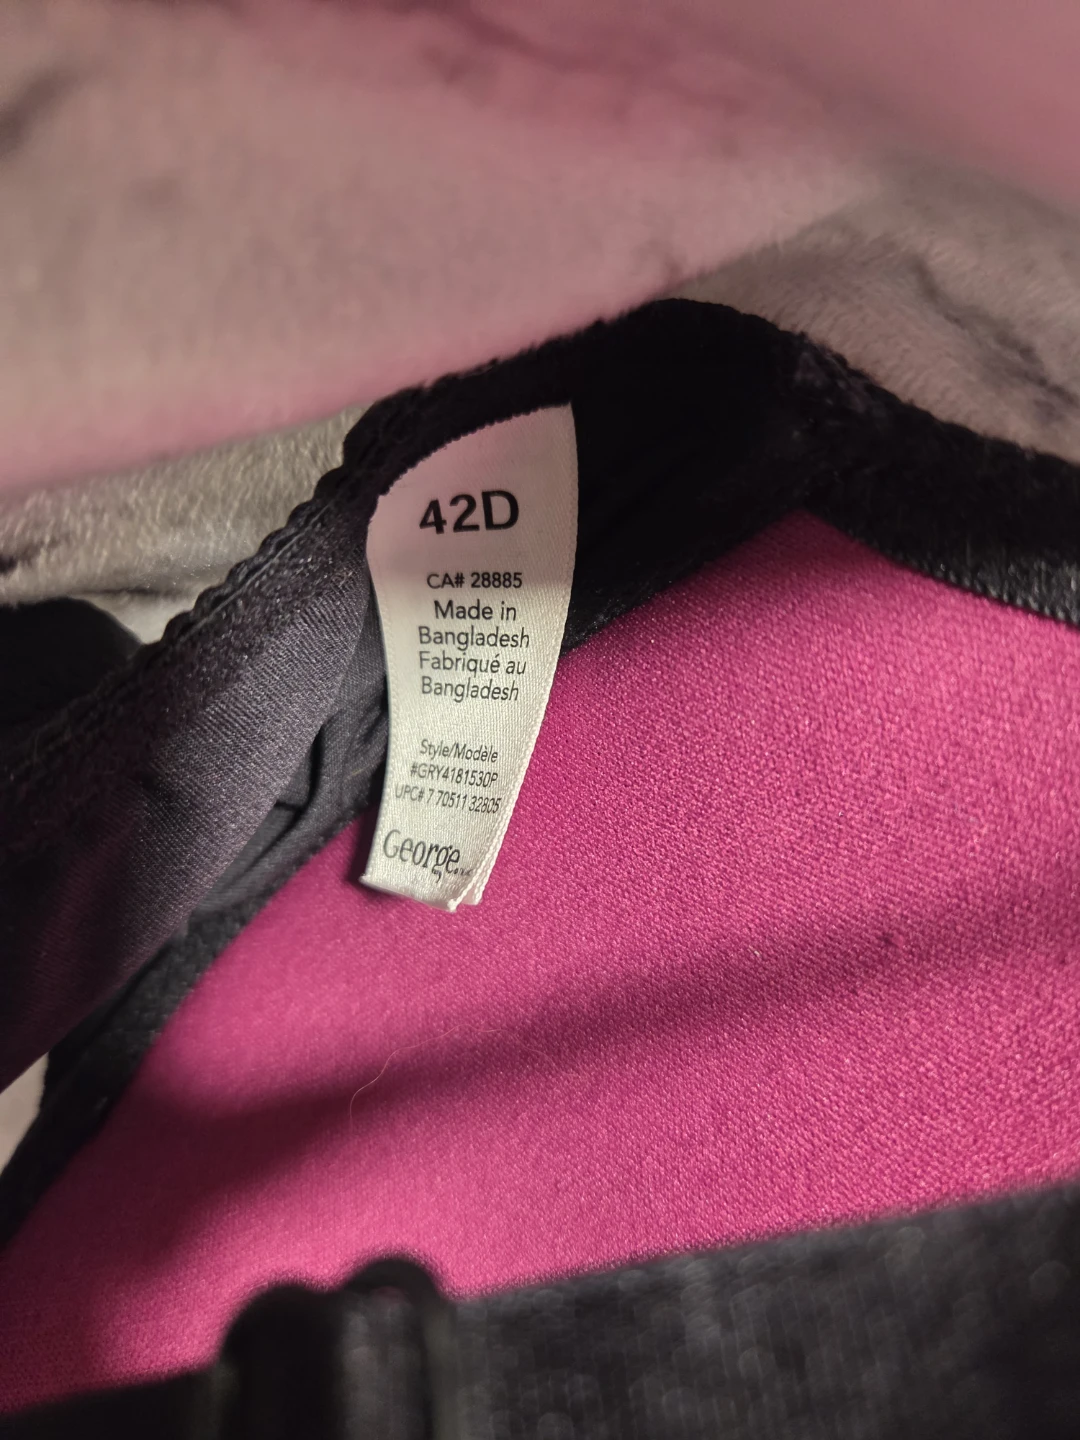 42D
CA# 28885
Made in
Bangladesh
Fabriqué au
Bangladesh
Style/Modèle
#GRY4181530P
UPC# 7 70511 32805
George